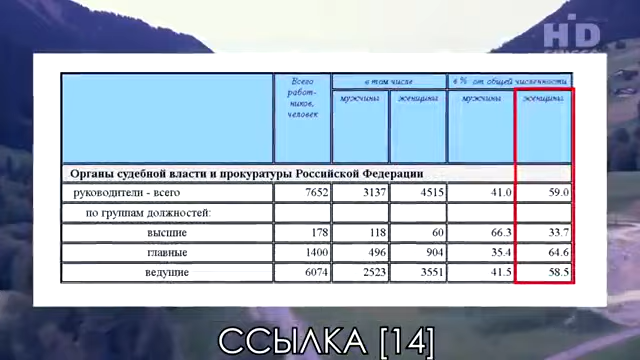 HD
Всего работ- ников, человек
в том числе
в % от общей численности
мужчины женщины мужчины женщины
Органы судебной власти и прокуратуры Российской Федерации
руководители - всего 7652 3137 4515 41.0 59.0
по группам должностей:
высшие 178 118 60 66.3 33.7
главные 1400 496 904 35.4 64.6
ведущие 6074 2523 3551 41.5 58.5
ССЫЛКА [14]